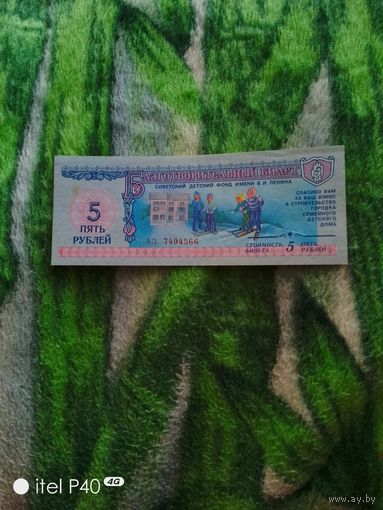 БЛАГОТВОРИТЕЛЬНЫЙ БИЛЕТ
СОВЕТСКИЙ ДЕТСКИЙ ФОНД ИМЕНИ В.И.ЛЕНИНА
5
ПЯТЬ
РУБЛЕЙ
СПАСИБО ВАМ
ЗА ВАШ ВЗНОС
В СТРОИТЕЛЬСТВО
ГОРОДКА
СЕМЕЙНОГО
ДЕТСКОГО
ДОМА
АД 7494566
СТОИМОСТЬ БИЛЕТА 5 ПЯТЬ РУБЛЕЙ
itel P40 4G
www.ay.by